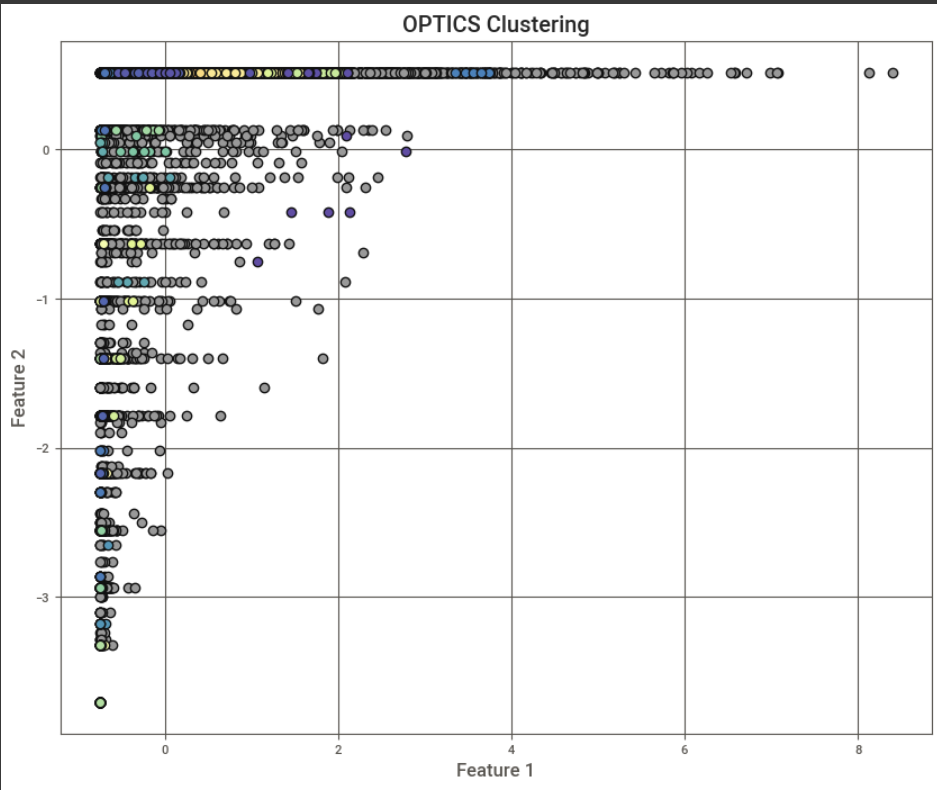 OPTICS Clustering
0
−1
−2
−3
Feature 2
0 2 4 6 8
Feature 1